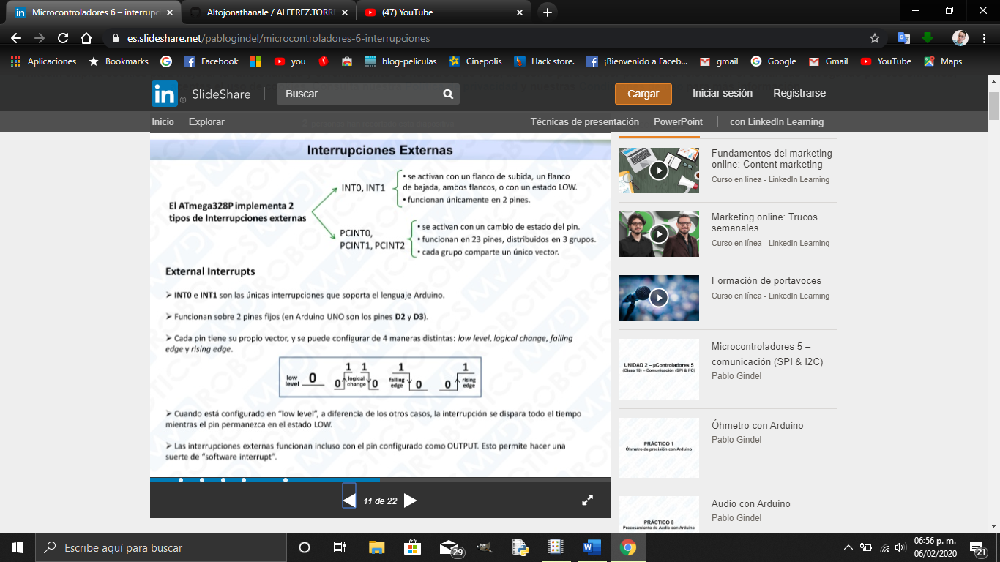 Microcontroladores 6 – interrupc
Altojonathanale / ALFEREZ.TORRE
(47) YouTube
es.slideshare.net/pablogindel/microcontroladores-6-interrupciones
Aplicaciones
Bookmarks
Facebook
you
blog-peliculas
Cinepolis
Hack store.
¡Bienvenido a Faceb...
gmail
Google
Gmail
YouTube
Maps
in SlideShare
Buscar
Cargar
Iniciar sesión
Registrarse
Inicio
Explorar
Técnicas de presentación
PowerPoint
con LinkedIn Learning
Interrupciones Externas
El ATmega328P implementa 2
tipos de Interrupciones externas
INT0, INT1
• se activan con un flanco de subida, un flanco
de bajada, ambos flancos, o con un estado LOW.
• funcionan únicamente en 2 pines.
PCINT0,
PCINT1, PCINT2
• se activan con un cambio de estado del pin.
• funcionan en 23 pines, distribuidos en 3 grupos.
• cada grupo comparte un único vector.
External Interrupts
➢ INT0 e INT1 son las únicas interrupciones que soporta el lenguaje Arduino.
➢ Funcionan sobre 2 pines fijos (en Arduino UNO son los pines D2 y D3).
➢ Cada pin tiene su propio vector, y se puede configurar de 4 maneras distintas: low level, logical change, falling
edge y rising edge.
low
level
0
1 1
0 logical 0
change
1
falling
edge
0
1
0 rising
edge
➢ Cuando está configurado en “low level”, a diferencia de los otros casos, la interrupción se dispara todo el tiempo
mientras el pin permanezca en el estado LOW.
➢ Las interrupciones externas funcionan incluso con el pin configurado como OUTPUT. Esto permite hacer una
suerte de “software interrupt”.
11 de 22
Fundamentos del marketing
online: Content marketing
Curso en línea - LinkedIn Learning
Marketing online: Trucos
semanales
Curso en línea - LinkedIn Learning
Formación de portavoces
Curso en línea - LinkedIn Learning
UNIDAD 2 – µControladores 5
(Clase 10) – Comunicación (SPI & I²C)
Microcontroladores 5 –
comunicación (SPI & I2C)
Pablo Gindel
PRÁCTICO 1
Óhmetro de precisión con Arduino
Óhmetro con Arduino
Pablo Gindel
PRÁCTICO 8
Procesamiento de Audio con Arduino
Audio con Arduino
Pablo Gindel
Escribe aquí para buscar
29
06:56 p. m.
06/02/2020
21